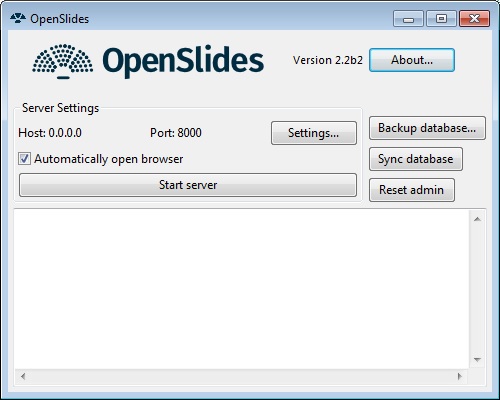 OpenSlides
OpenSlides
Version 2.2b2
About...
Server Settings
Host: 0.0.0.0
Port: 8000
Settings...
Backup database...
Automatically open browser
Sync database
Start server
Reset admin